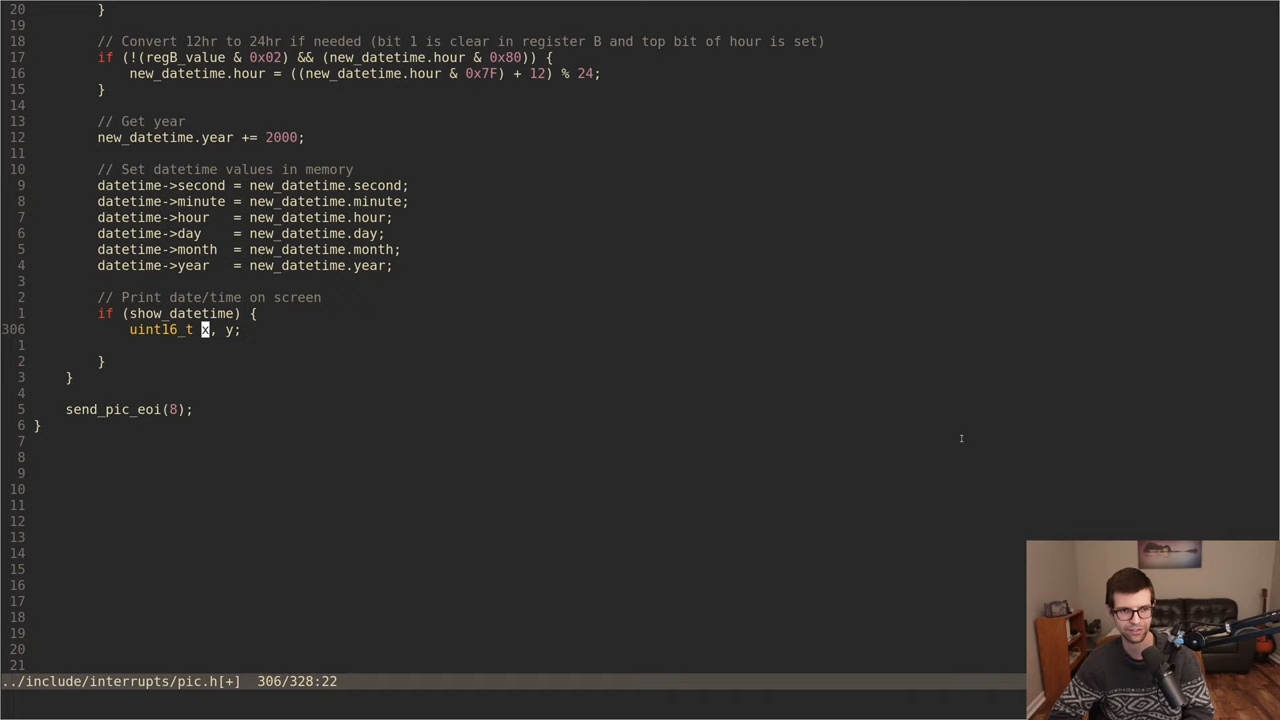 20         }
19
18         // Convert 12hr to 24hr if needed (bit 1 is clear in register B and top bit of hour is set)
17         if (!(regB_value & 0x02) && (new_datetime.hour & 0x80)) {
16             new_datetime.hour = ((new_datetime.hour & 0x7F) + 12) % 24;
15         }
14
13         // Get year
12         new_datetime.year += 2000;
11
10         // Set datetime values in memory
9         datetime->second = new_datetime.second;
8         datetime->minute = new_datetime.minute;
7         datetime->hour   = new_datetime.hour;
6         datetime->day    = new_datetime.day;
5         datetime->month  = new_datetime.month;
4         datetime->year   = new_datetime.year;
3
2         // Print date/time on screen
1         if (show_datetime) {
306             uint16_t x, y;
1
2         }
3     }
4
5     send_pic_eoi(8);
6 }
7
8
9
10
11
12
13
14
15
16
17
18
19
20
21
../include/interrupts/pic.h[+]  306/328:22